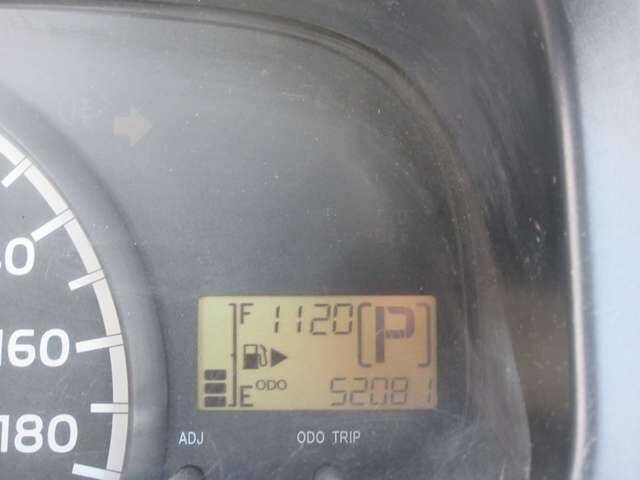 40
160
180
F 1120 [P]
ODO
E 52081
ADJ ODO TRIP